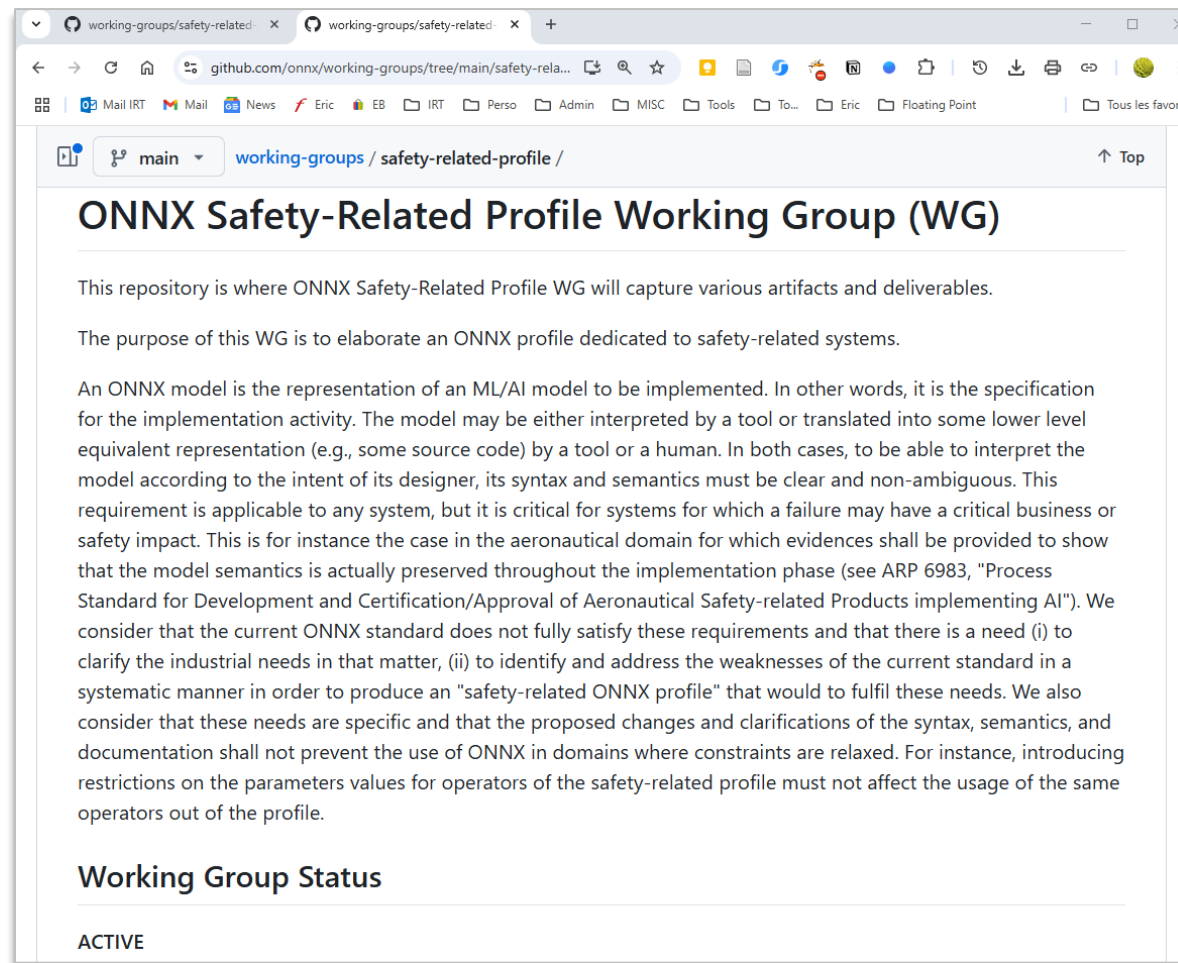 working-groups/safety-related-
working-groups/safety-related-
github.com/onnx/working-groups/tree/main/safety-rela...
Mail IRT
Mail
News
Eric
EB
IRT
Perso
Admin
MISC
Tools
To...
Eric
Floating Point
Tous les favor
main
working-groups / safety-related-profile /
Top
ONNX Safety-Related Profile Working Group (WG)
This repository is where ONNX Safety-Related Profile WG will capture various artifacts and deliverables.
The purpose of this WG is to elaborate an ONNX profile dedicated to safety-related systems.
An ONNX model is the representation of an ML/AI model to be implemented. In other words, it is the specification
for the implementation activity. The model may be either interpreted by a tool or translated into some lower level
equivalent representation (e.g., some source code) by a tool or a human. In both cases, to be able to interpret the
model according to the intent of its designer, its syntax and semantics must be clear and non-ambiguous. This
requirement is applicable to any system, but it is critical for systems for which a failure may have a critical business or
safety impact. This is for instance the case in the aeronautical domain for which evidences shall be provided to show
that the model semantics is actually preserved throughout the implementation phase (see ARP 6983, "Process
Standard for Development and Certification/Approval of Aeronautical Safety-related Products implementing AI"). We
consider that the current ONNX standard does not fully satisfy these requirements and that there is a need (i) to
clarify the industrial needs in that matter, (ii) to identify and address the weaknesses of the current standard in a
systematic manner in order to produce an "safety-related ONNX profile" that would to fulfil these needs. We also
consider that these needs are specific and that the proposed changes and clarifications of the syntax, semantics, and
documentation shall not prevent the use of ONNX in domains where constraints are relaxed. For instance, introducing
restrictions on the parameters values for operators of the safety-related profile must not affect the usage of the same
operators out of the profile.
Working Group Status
ACTIVE